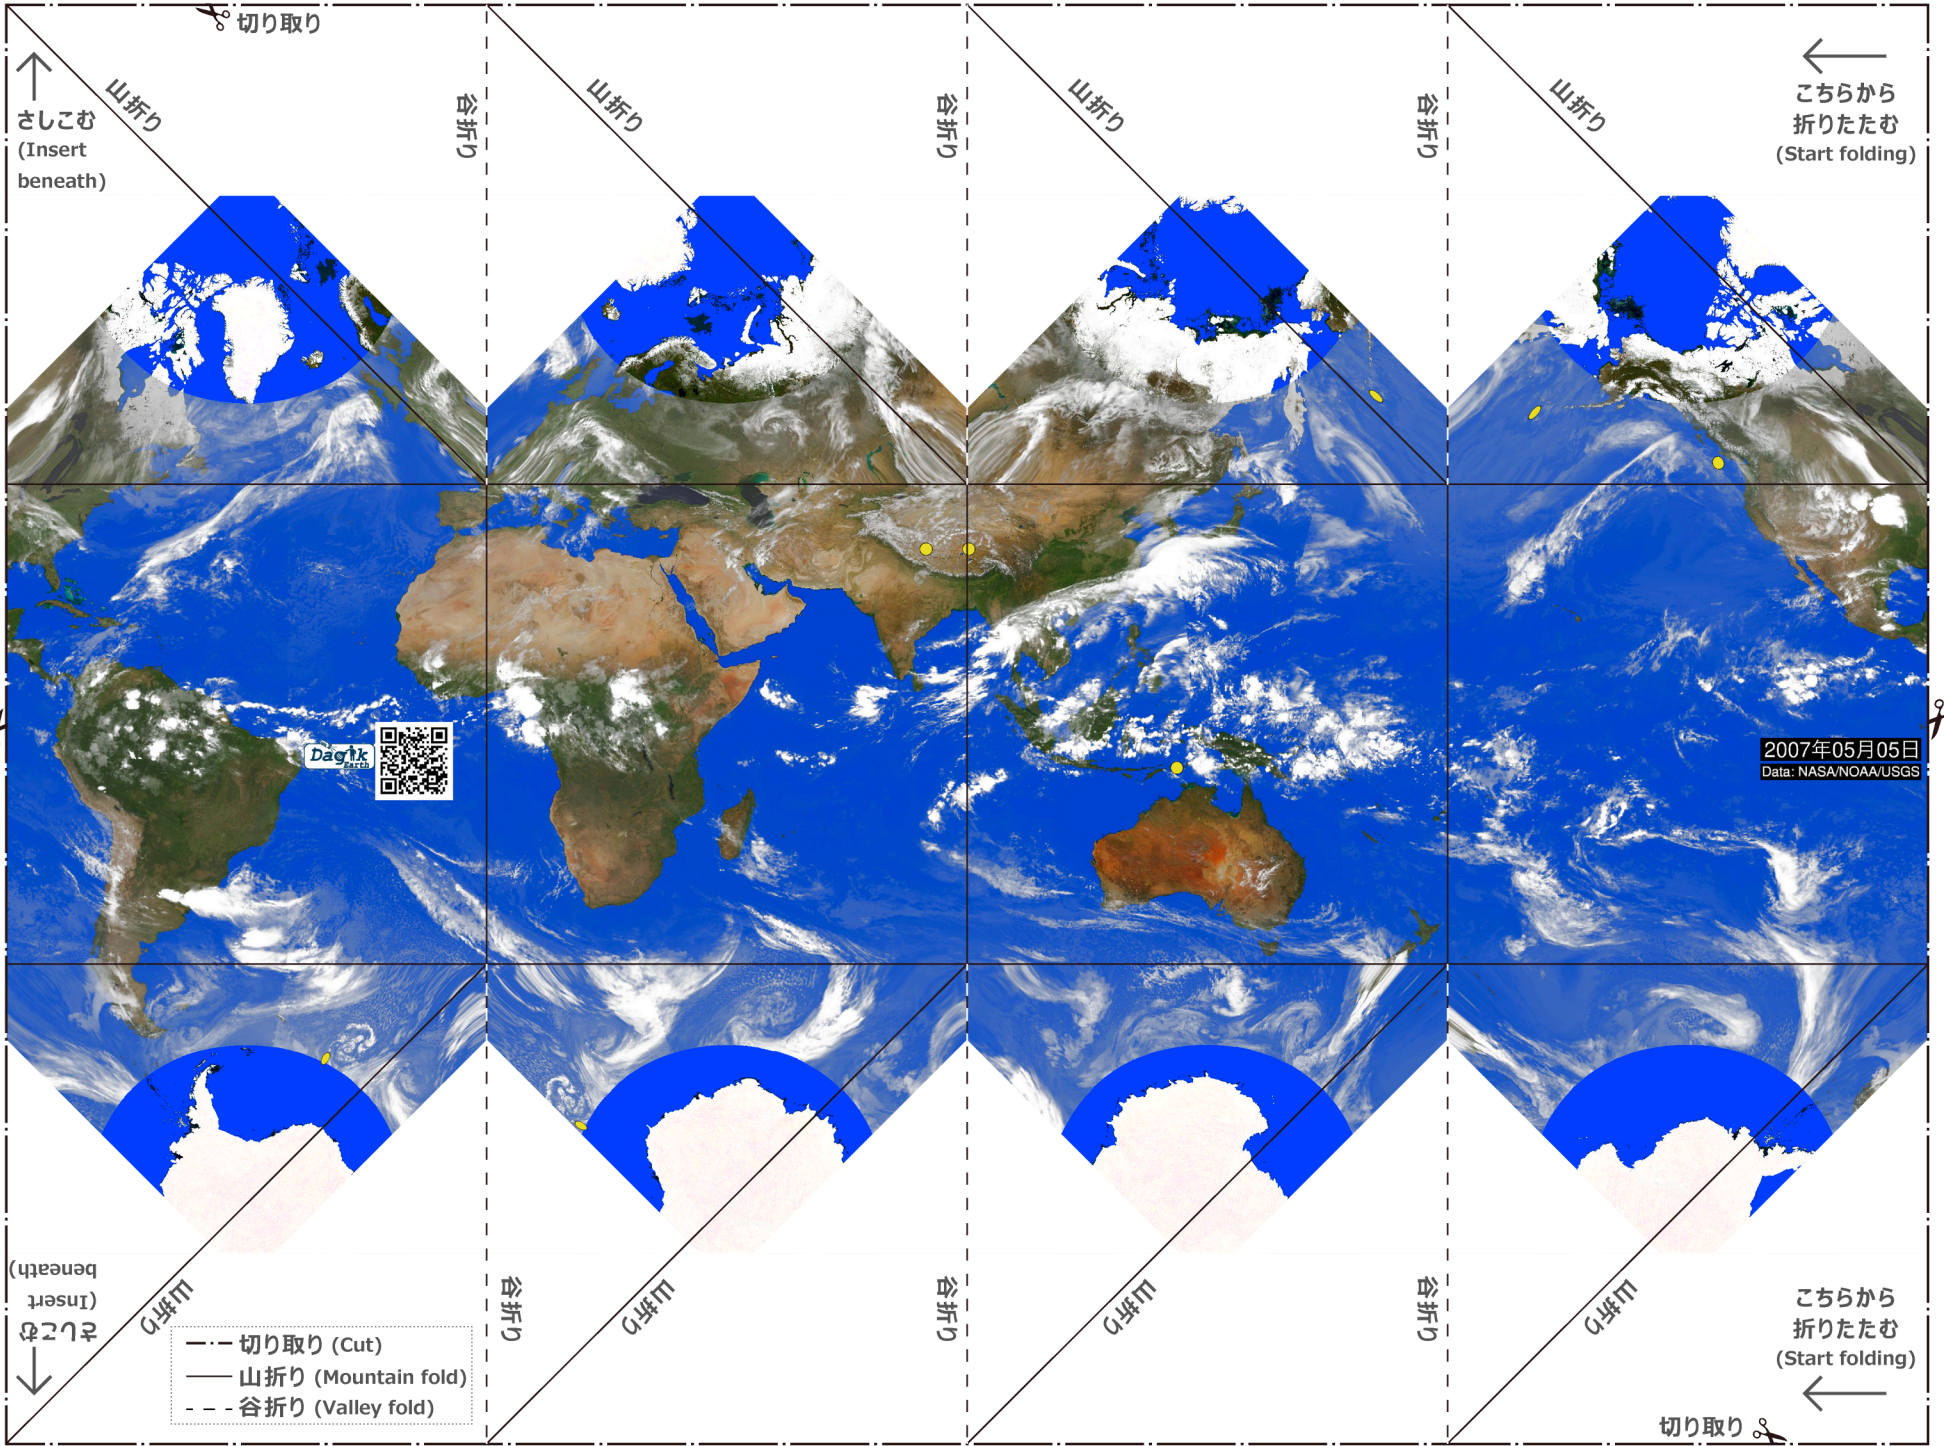 切り取り
山折り
谷折り
山折り
谷折り
山折り
谷折り
山折り
さしこむ
(Insert
beneath)
こちらから
折りたたむ
(Start folding)
Dagik
Earth
2007年05月05日
Data: NASA/NOAA/USGS
さしこむ
(Insert
beneath)
山折り
谷折り
山折り
谷折り
山折り
谷折り
山折り
こちらから
折りたたむ
(Start folding)
切り取り (Cut)
山折り (Mountain fold)
谷折り (Valley fold)
切り取り